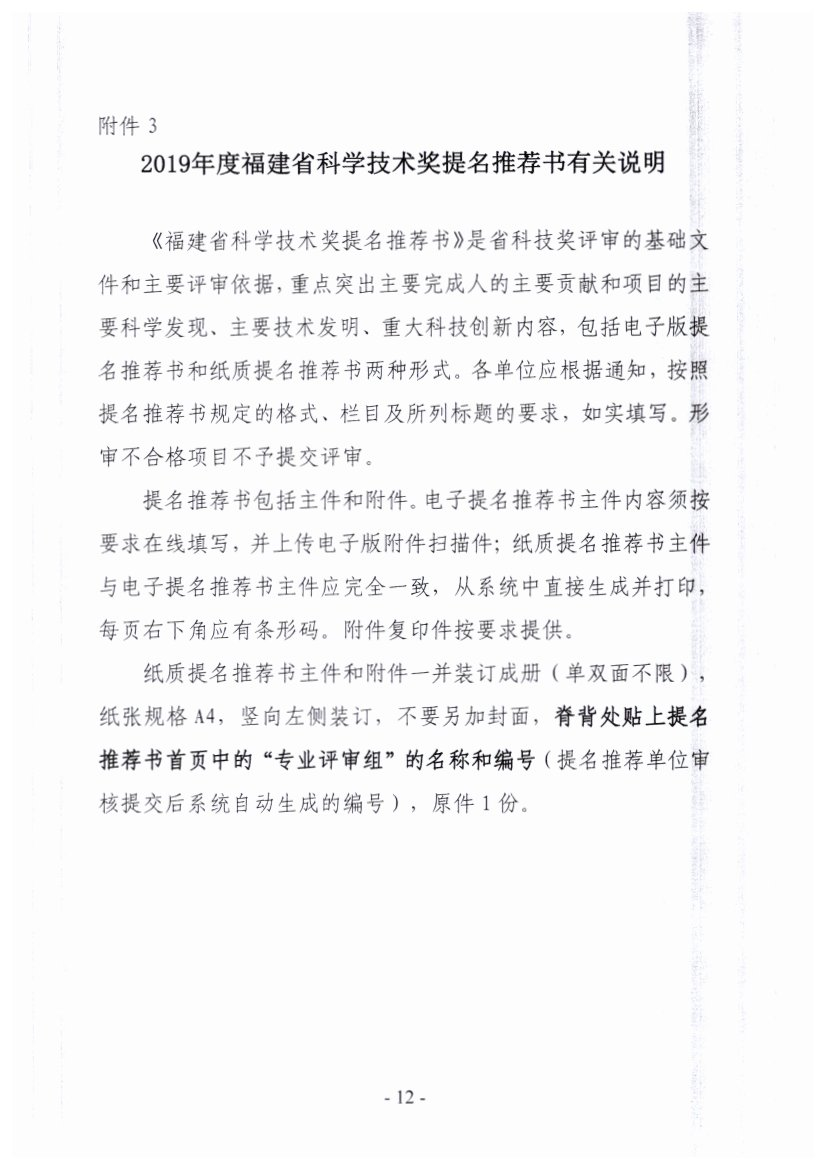 附件 3
2019年度福建省科学技术奖提名推荐书有关说明
《福建省科学技术奖提名推荐书》是省科技奖评审的基础文
件和主要评审依据，重点突出主要完成人的主要贡献和项目的主
要科学发现、主要技术发明、重大科技创新内容，包括电子版提
名推荐书和纸质提名推荐书两种形式。各单位应根据通知，按照
提名推荐书规定的格式、栏目及所列标题的要求，如实填写。形
审不合格项目不予提交评审。
提名推荐书包括主件和附件。电子提名推荐书主件内容须按
要求在线填写，并上传电子版附件扫描件；纸质提名推荐书主件
与电子提名推荐书主件应完全一致，从系统中直接生成并打印，
每页右下角应有条形码。附件复印件按要求提供。
纸质提名推荐书主件和附件一并装订成册（单双面不限），
纸张规格 A4，竖向左侧装订，不要另加封面，脊背处贴上提名
推荐书首页中的“专业评审组”的名称和编号（提名推荐单位审
核提交后系统自动生成的编号），原件 1 份。
- 12 -